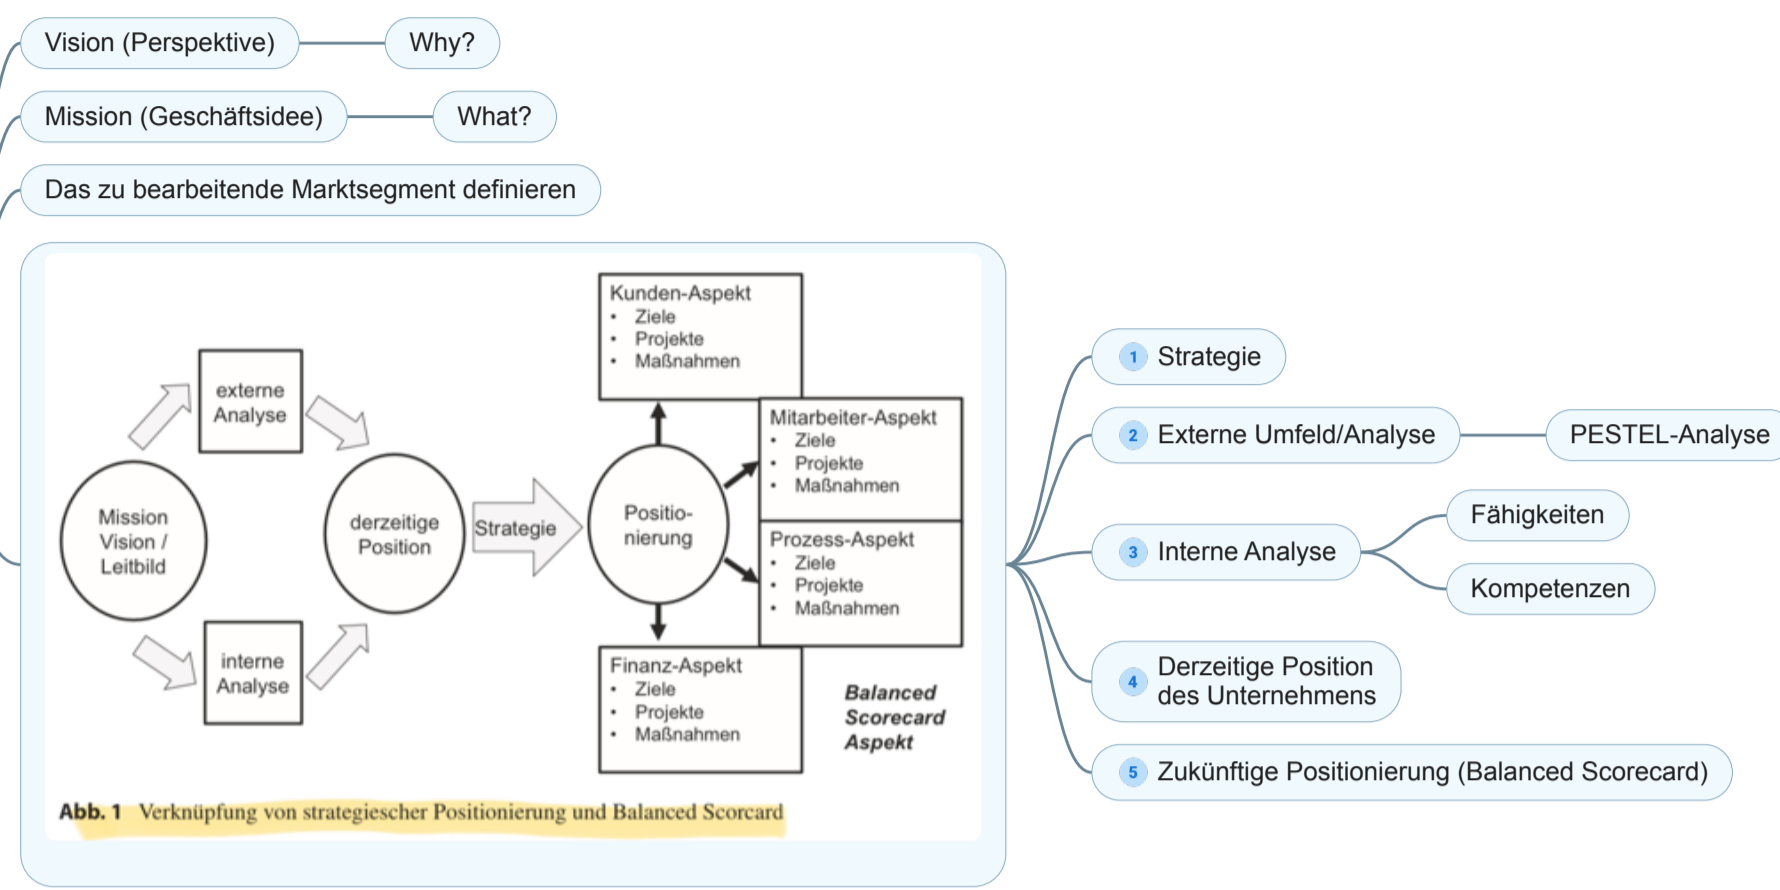 Vision (Perspektive)
Why?
Mission (Geschäftsidee)
What?
Das zu bearbeitende Marktsegment definieren
Mission
Vision /
Leitbild
externe
Analyse
interne
Analyse
derzeitige
Position
Strategie
Positio-
nierung
Kunden-Aspekt
• Ziele
• Projekte
• Maßnahmen
Mitarbeiter-Aspekt
• Ziele
• Projekte
• Maßnahmen
Prozess-Aspekt
• Ziele
• Projekte
• Maßnahmen
Finanz-Aspekt
• Ziele
• Projekte
• Maßnahmen
Balanced
Scorecard
Aspekt
Abb. 1 Verknüpfung von strategiescher Positionierung und Balanced Scorcard
1 Strategie
2 Externe Umfeld/Analyse
PESTEL-Analyse
3 Interne Analyse
Fähigkeiten
Kompetenzen
4 Derzeitige Position
des Unternehmens
5 Zukünftige Positionierung (Balanced Scorecard)